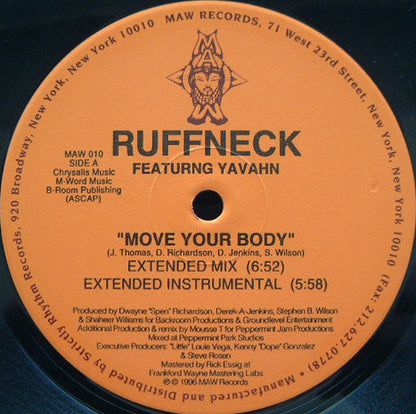 MAW RECORDS, 71 West 23rd Street, New York, New York 10010 (Fax: 212.627.0778) • Manufactured and Distributed by Strictly Rhythm Records. 920 Broadway, New York, New York 10010
MAW
MAW 010
SIDE A
Chrysalis Music
M-Word Music
B-Room Publishing
(ASCAP)
RUFFNECK
FEATURNG YAVAHN
"MOVE YOUR BODY"
(J. Thomas, D. Richardson, D. Jenkins, S. Wilson)
EXTENDED MIX (6:52)
EXTENDED INSTRUMENTAL (5:58)
Produced by Dwayne "Spen" Richardson, Derek-A-Jenkins, Stephen B. Wilson
& Shaheer Williams for Backroom Productions & Groundlevel Entertainment
Additional Production & remix by Mousse T for Peppermint Jam Productions
Mixed at Peppermint Park Studios
Executive Producers: "Little" Louie Vega, Kenny "Dope" Gonzalez
& Steve Rosen
Mastered by Rick Essig at
Frankford Wayne Mastering Labs
℗ © 1996 MAW Records